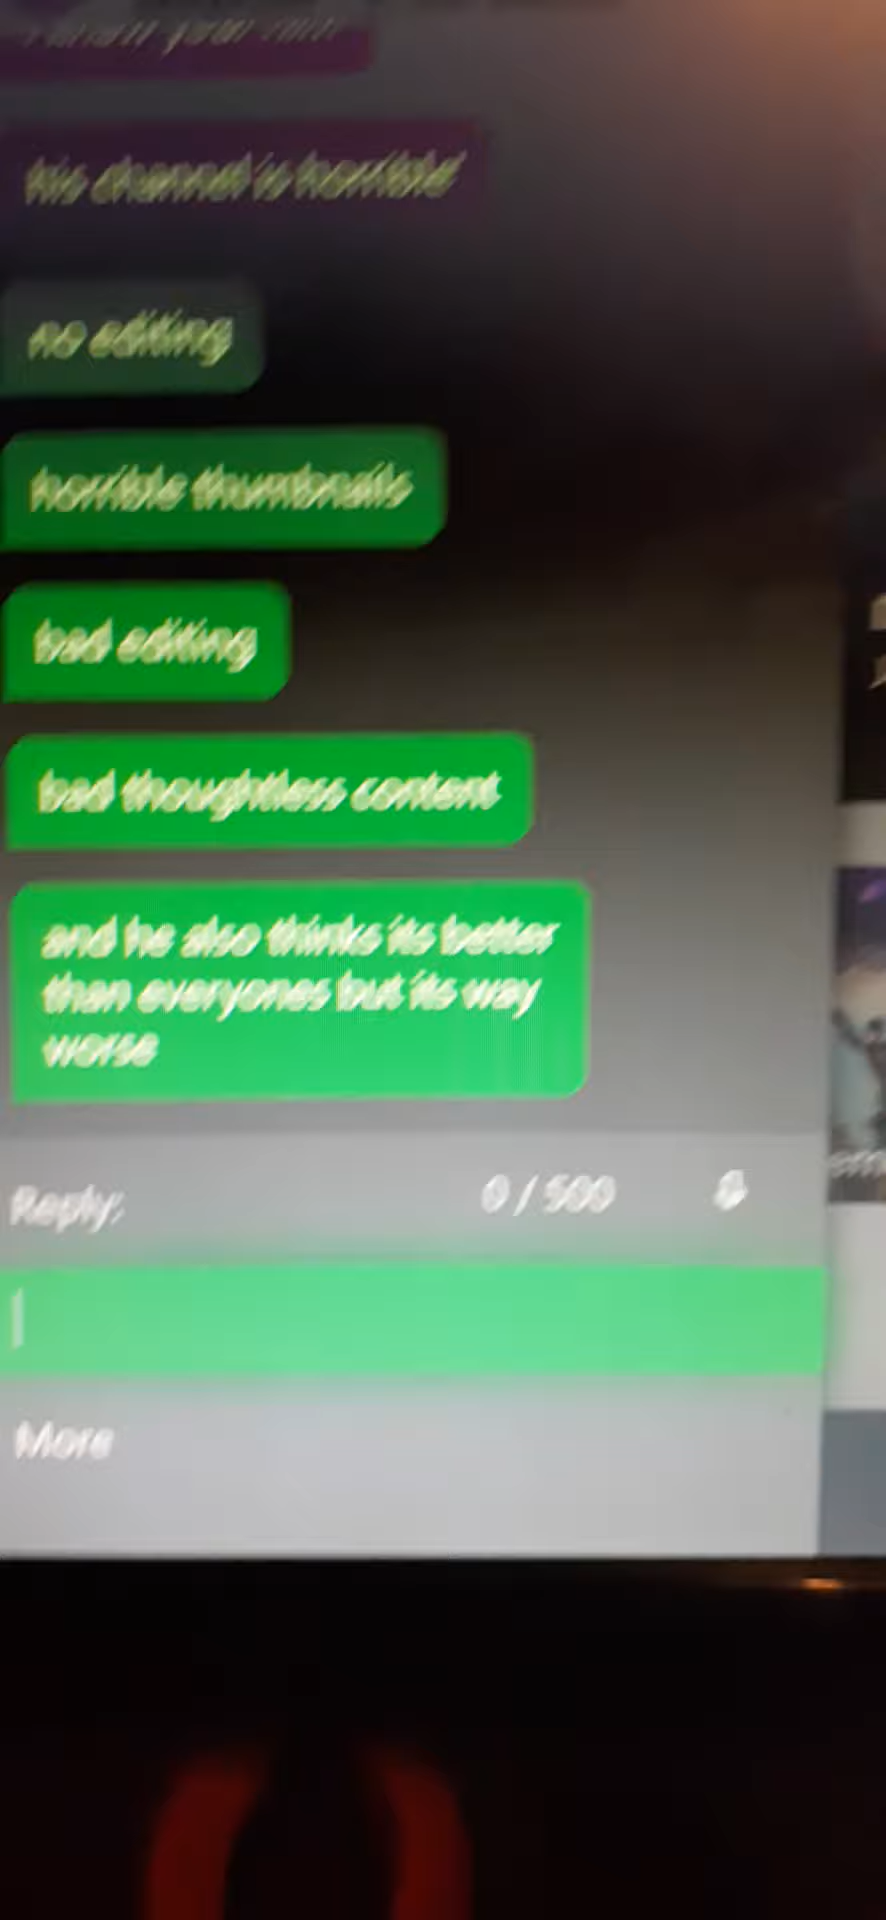 your
his channel is horrible
no editing
horrible thumbnails
bad editing
bad thoughtless content
and he also thinks its better
than everyones but its way
worse
Reply:
0 / 500
More